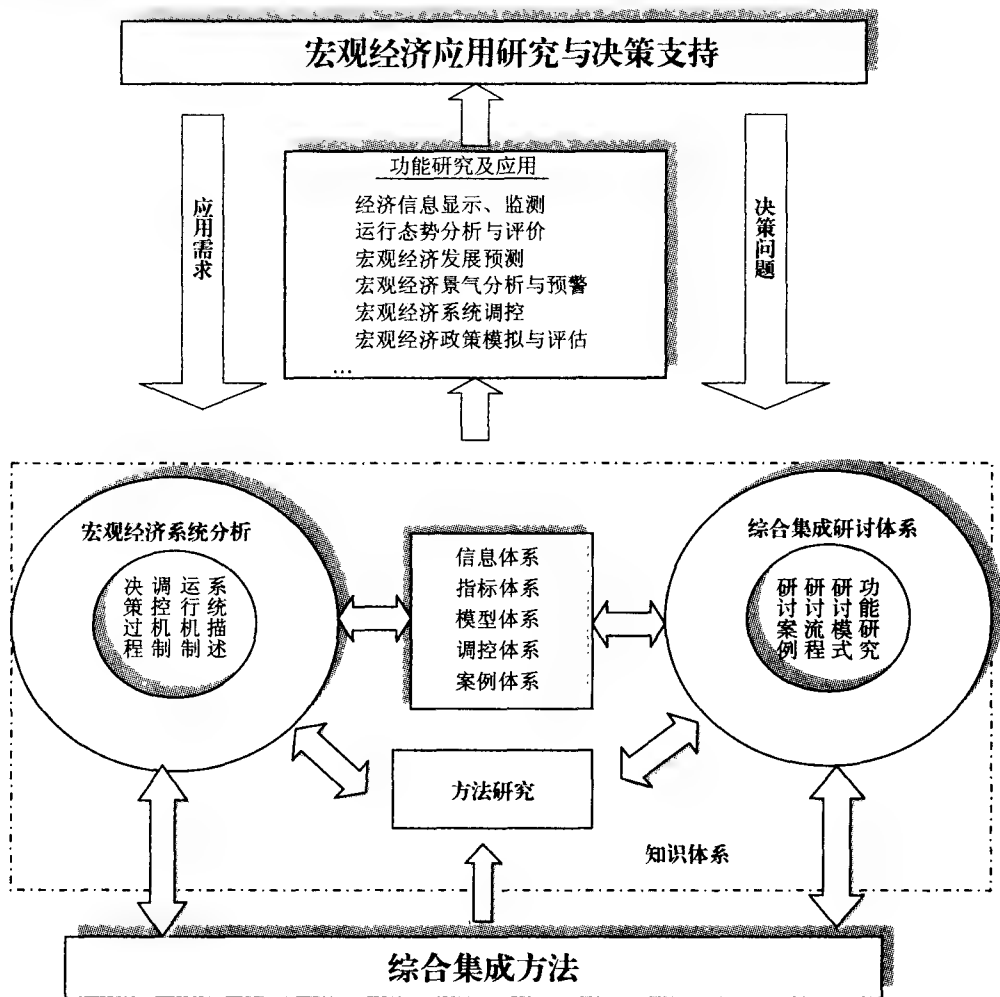 宏观经济应用研究与决策支持
功能研究及应用
经济信息显示、监测
运行态势分析与评价
宏观经济发展预测
宏观经济景气分析与预警
宏观经济系统调控
宏观经济政策模拟与评估
...
应用需求
决策问题
宏观经济系统分析
系统描述
运行机制
调控机制
决策过程
信息体系
指标体系
模型体系
调控体系
案例体系
综合集成研讨体系
功能研究
研讨模式
研讨流程
研讨案例
方法研究
知识体系
综合集成方法